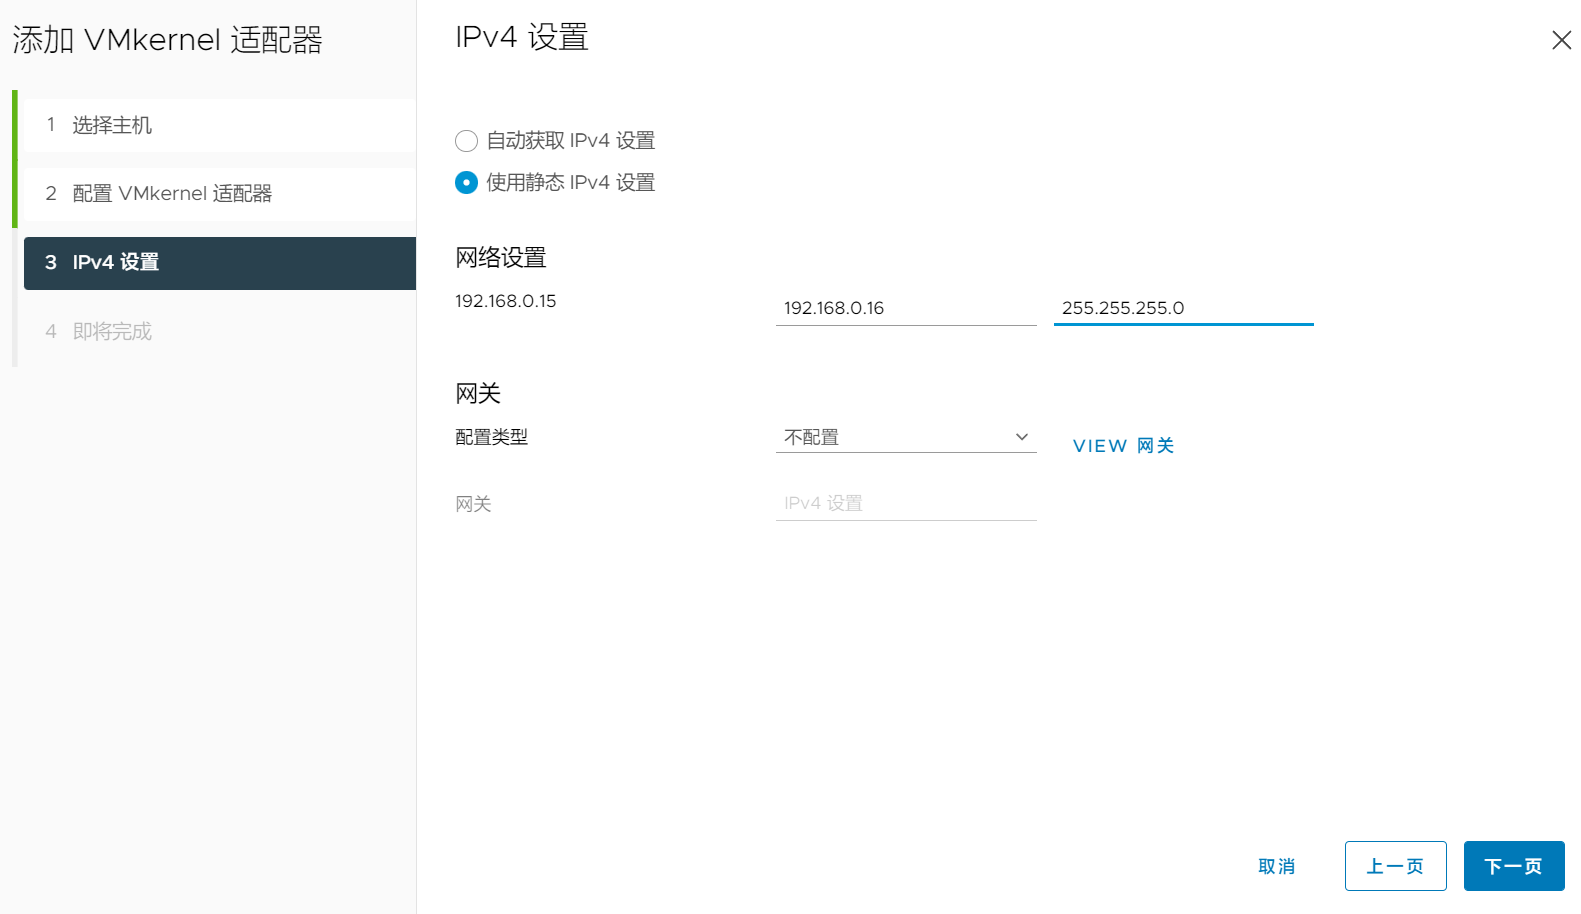 添加 VMkernel 适配器
1 选择主机
2 配置 VMkernel 适配器
3 IPv4 设置
4 即将完成
IPv4 设置
自动获取 IPv4 设置
使用静态 IPv4 设置
网络设置
192.168.0.15 192.168.0.16 255.255.255.0
网关
配置类型 不配置 VIEW 网关
网关 IPv4 设置
取消 上一页 下一页